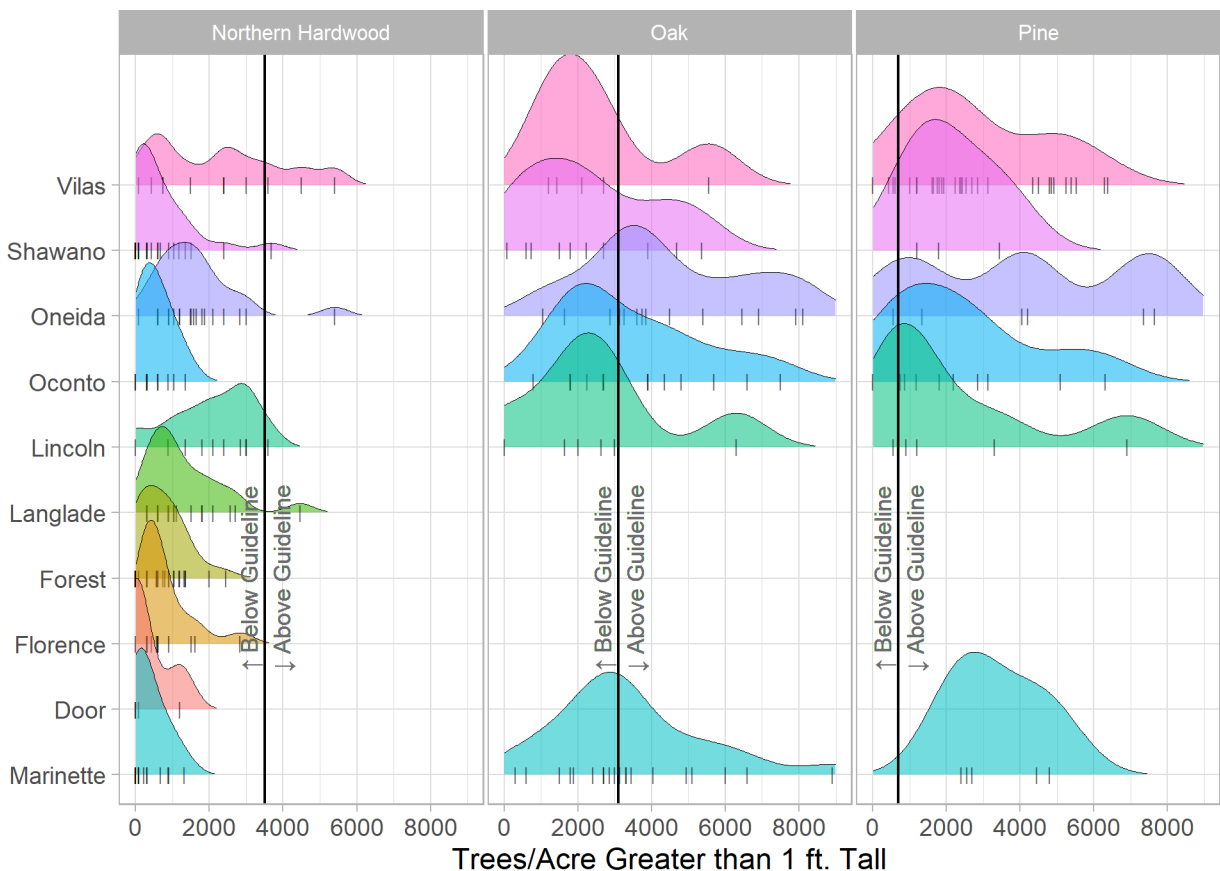 Northern Hardwood Oak Pine
Vilas
Shawano
Oneida
Oconto
Lincoln
Langlade
Forest
Florence
Door
Marinette
← Below Guideline
Above Guideline →
← Below Guideline
Above Guideline →
← Below Guideline
Above Guideline →
0 2000 4000 6000 8000 0 2000 4000 6000 8000 0 2000 4000 6000 8000
Trees/Acre Greater than 1 ft. Tall